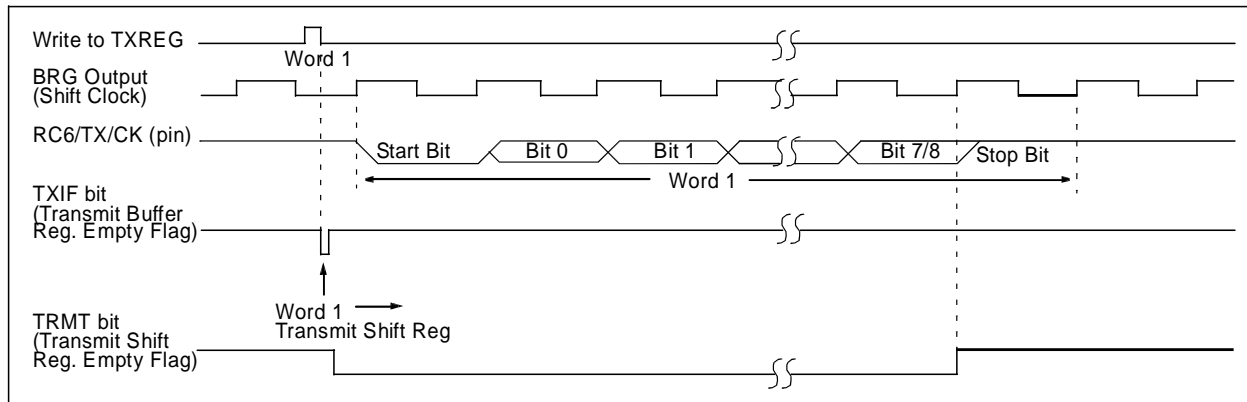 Write to TXREG
Word 1
BRG Output
(Shift Clock)
RC6/TX/CK (pin)
Start Bit
Bit 0
Bit 1
Bit 7/8
Stop Bit
Word 1
TXIF bit
(Transmit Buffer
Reg. Empty Flag)
Word 1
Transmit Shift Reg
TRMT bit
(Transmit Shift
Reg. Empty Flag)